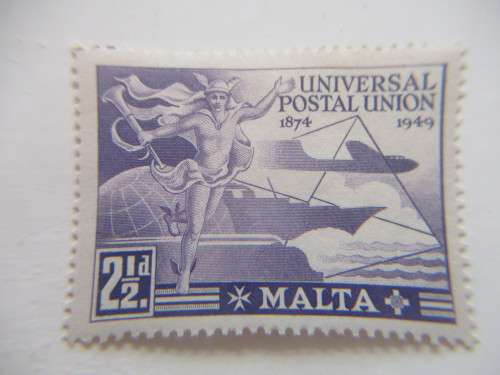 UNIVERSAL
POSTAL UNION
1874 1949
2½d.
MALTA